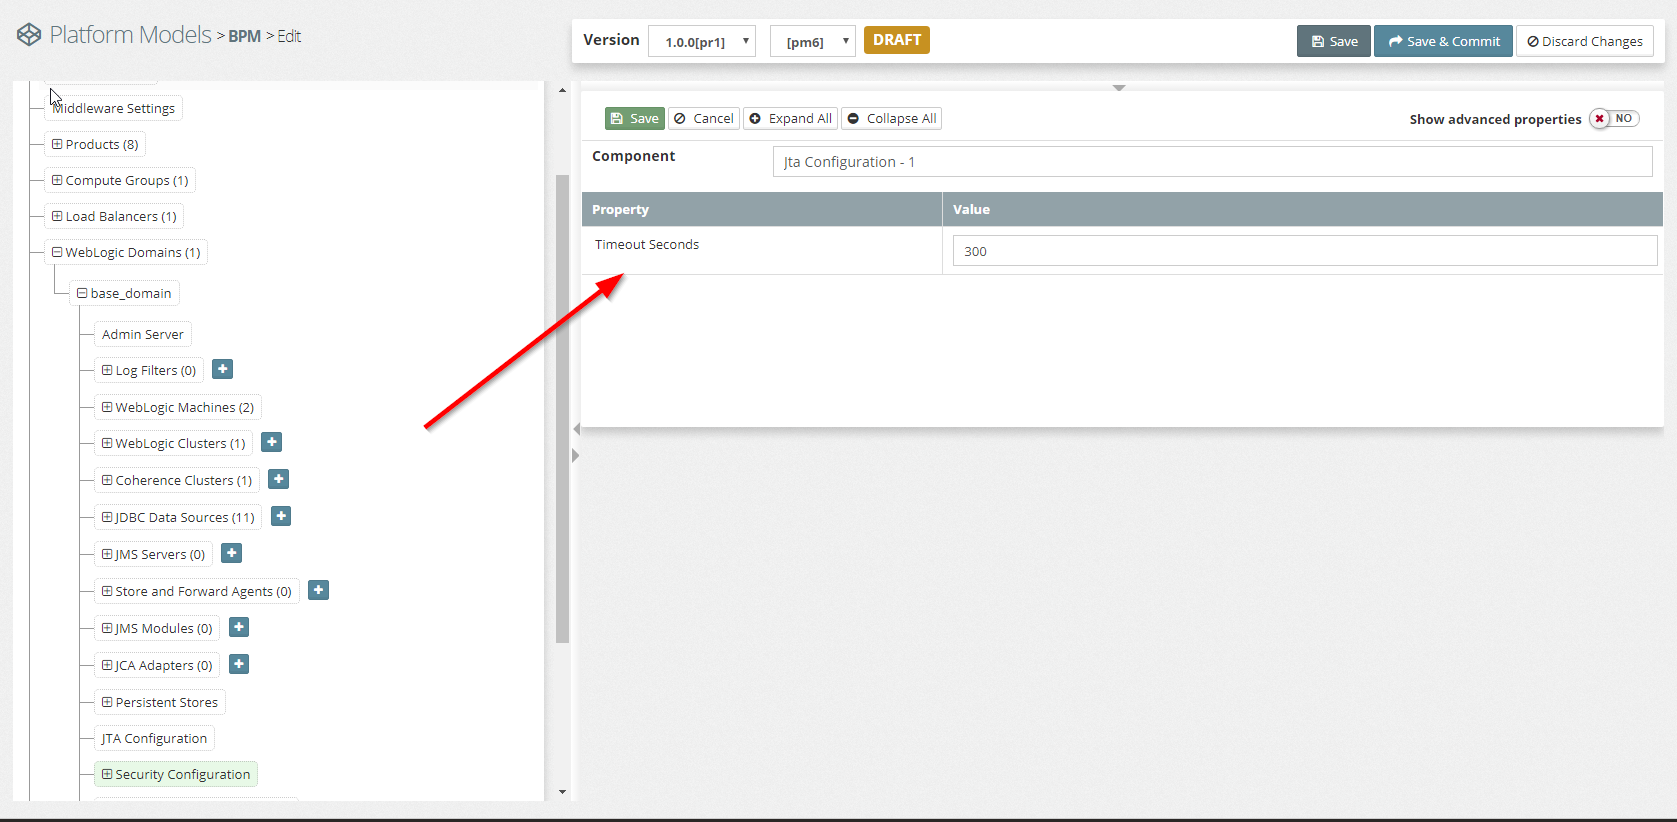 Platform Models > BPM > Edit
Version 1.0.0[pr1] [pm6] DRAFT Save Save & Commit Discard Changes
Middleware Settings
Products (8)
Compute Groups (1)
Load Balancers (1)
WebLogic Domains (1)
base_domain
Admin Server
Log Filters (0)
WebLogic Machines (2)
WebLogic Clusters (1)
Coherence Clusters (1)
JDBC Data Sources (11)
JMS Servers (0)
Store and Forward Agents (0)
JMS Modules (0)
JCA Adapters (0)
Persistent Stores
JTA Configuration
Security Configuration
Save Cancel Expand All Collapse All Show advanced properties NO
Component Jta Configuration - 1
Property Value
Timeout Seconds 300